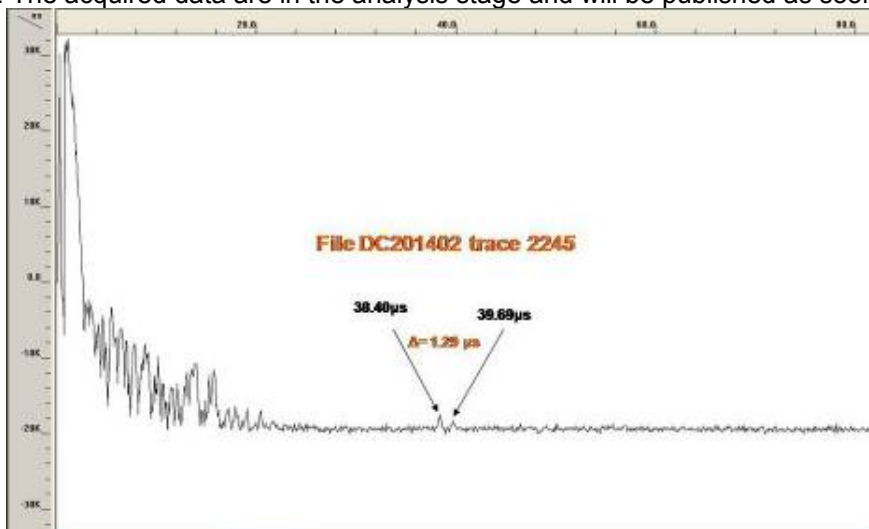 The acquired data are in the analysis stage and will be published as soon
20.0 40.0 60.0 80.0
30K
20K
10K
0.0
-10K
-20K
-30K
File DC201402 trace 2245
38.40µs
39.69µs
Δ=1.29 µs